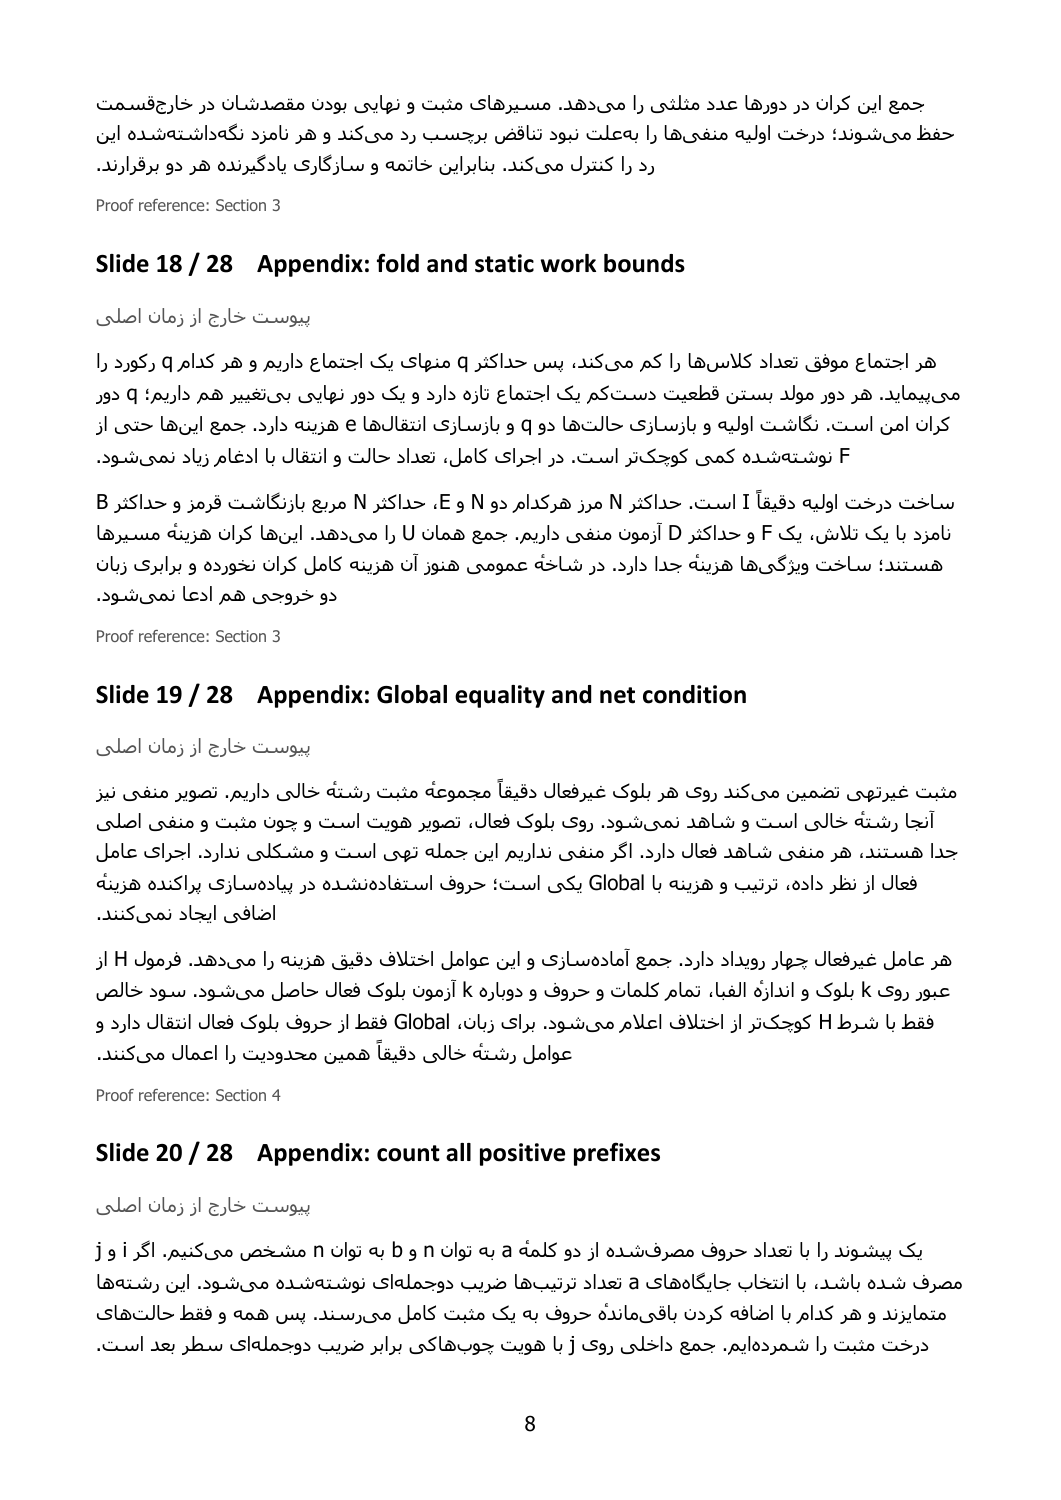 جمع این کران در دورها عدد مثلثی را می‌دهد. مسیرهای مثبت و نهایی بودن مقصدشان در خارج‌قسمت
حفظ می‌شوند؛ درخت اولیه منفی‌ها را به‌علت نبود تناقض برچسب رد می‌کند و هر نامزد نگه‌داشته‌شده این
رد را کنترل می‌کند. بنابراین خاتمه و سازگاری یادگیرنده هر دو برقرارند.
Proof reference: Section 3
Slide 18 / 28 Appendix: fold and static work bounds
پیوست خارج از زمان اصلی
هر اجتماع موفق تعداد کلاس‌ها را کم می‌کند، پس حداکثر q منهای یک اجتماع داریم و هر کدام q رکورد را
می‌پیماید. هر دور مولد بستن قطعیت دست‌کم یک اجتماع تازه دارد و یک دور نهایی بی‌تغییر هم داریم؛ q دور
کران امن است. نگاشت اولیه و بازسازی حالت‌ها دو q و بازسازی انتقال‌ها e هزینه دارد. جمع این‌ها حتی از
F نوشته‌شده کمی کوچک‌تر است. در اجرای کامل، تعداد حالت و انتقال با ادغام زیاد نمی‌شود.
ساخت درخت اولیه دقیقاً I است. حداکثر N مرز هرکدام دو N و E، حداکثر N مربع بازنگاشت قرمز و حداکثر B
نامزد با یک تلاش، یک F و حداکثر D آزمون منفی داریم. جمع همان U را می‌دهد. این‌ها کران هزینهٔ مسیرها
هستند؛ ساخت ویژگی‌ها هزینهٔ جدا دارد. در شاخهٔ عمومی هنوز آن هزینه کامل کران نخورده و برابری زبان
دو خروجی هم ادعا نمی‌شود.
Proof reference: Section 3
Slide 19 / 28 Appendix: Global equality and net condition
پیوست خارج از زمان اصلی
مثبت غیرتهی تضمین می‌کند روی هر بلوک غیرفعال دقیقاً مجموعهٔ مثبت رشتهٔ خالی داریم. تصویر منفی نیز
آنجا رشتهٔ خالی است و شاهد نمی‌شود. روی بلوک فعال، تصویر هویت است و چون مثبت و منفی اصلی
جدا هستند، هر منفی شاهد فعال دارد. اگر منفی نداریم این جمله تهی است و مشکلی ندارد. اجرای عامل
فعال از نظر داده، ترتیب و هزینه با Global یکی است؛ حروف استفاده‌نشده در پیاده‌سازی پراکنده هزینهٔ
اضافی ایجاد نمی‌کنند.
هر عامل غیرفعال چهار رویداد دارد. جمع آماده‌سازی و این عوامل اختلاف دقیق هزینه را می‌دهد. فرمول H از
عبور روی k بلوک و اندازهٔ الفبا، تمام کلمات و حروف و دوباره k آزمون بلوک فعال حاصل می‌شود. سود خالص
فقط با شرط H کوچک‌تر از اختلاف اعلام می‌شود. برای زبان، Global فقط از حروف بلوک فعال انتقال دارد و
عوامل رشتهٔ خالی دقیقاً همین محدودیت را اعمال می‌کنند.
Proof reference: Section 4
Slide 20 / 28 Appendix: count all positive prefixes
پیوست خارج از زمان اصلی
یک پیشوند را با تعداد حروف مصرف‌شده از دو کلمهٔ a به توان n و b به توان n مشخص می‌کنیم. اگر i و j
مصرف شده باشد، با انتخاب جایگاه‌های a تعداد ترتیب‌ها ضریب دوجمله‌ای نوشته‌شده می‌شود. این رشته‌ها
متمایزند و هر کدام با اضافه کردن باقی‌ماندهٔ حروف به یک مثبت کامل می‌رسند. پس همه و فقط حالت‌های
درخت مثبت را شمرده‌ایم. جمع داخلی روی j با هویت چوب‌هاکی برابر ضریب دوجمله‌ای سطر بعد است.
8